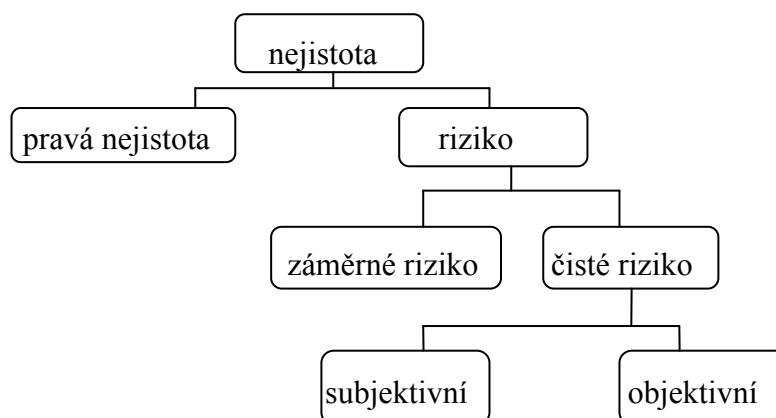 nejistota
pravá nejistota
riziko
záměrné riziko
čisté riziko
subjektivní
objektivní